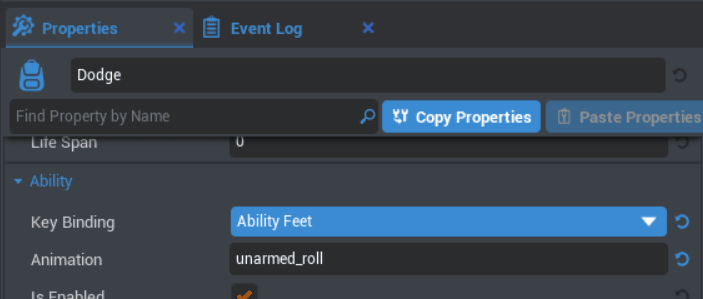 Properties
Event Log
Dodge
Find Property by Name
Copy Properties
Paste Properties
Life Span 0
Ability
Key Binding Ability Feet
Animation unarmed_roll
Is Enabled